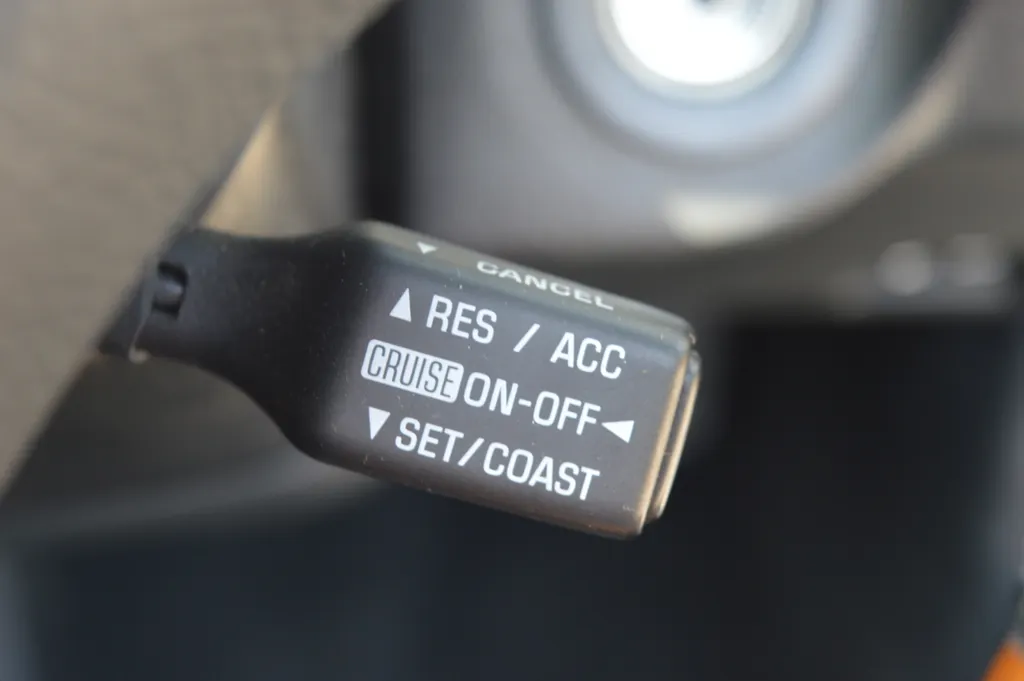 ▼ CANCEL
▲ RES / ACC
CRUISE ON-OFF ◀
▼ SET/COAST